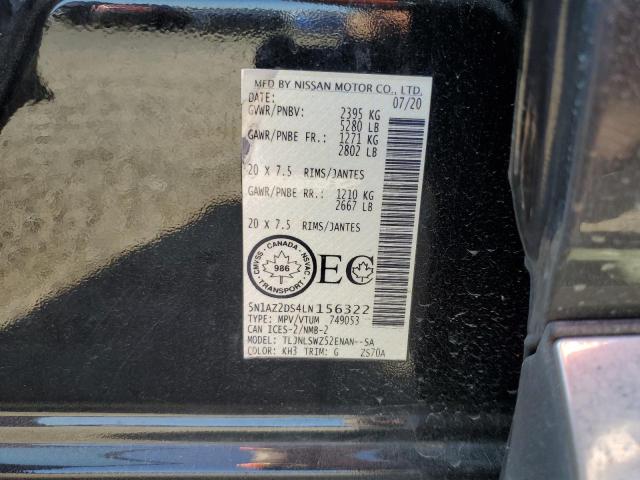 MFD BY NISSAN MOTOR CO., LTD.
DATE: 07/20
GVWR/PNBV: 2395 KG
5280 LB
GAWR/PNBE FR.: 1271 KG
2802 LB
20 X 7.5 RIMS/JANTES
GAWR/PNBE RR.: 1210 KG
2667 LB
20 X 7.5 RIMS/JANTES
CMVSS · CANADA · NSVAC · TRANSPORT
986
EC
5N1AZ2DS4LN156322
TYPE: MPV/VTUM 749053
CAN ICES-2/NMB-2
MODEL: TLJNLSWZ52ENAN--SA
COLOR: KH3 TRIM: G 2S70A